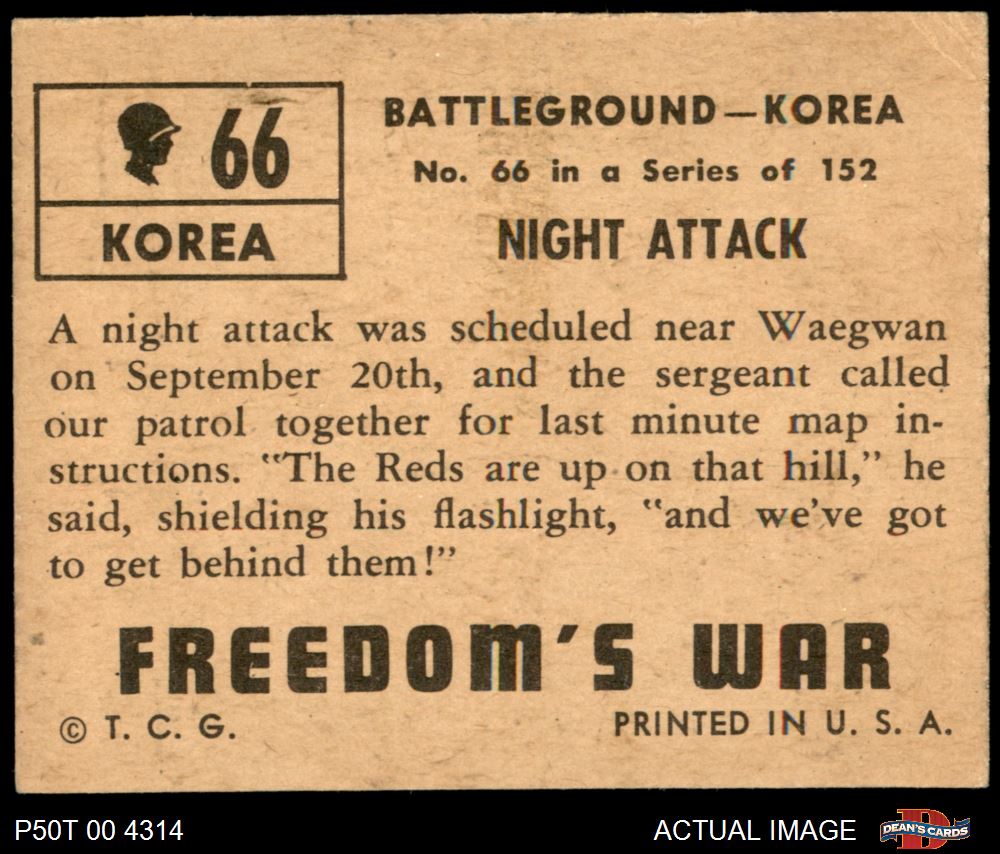 66
KOREA
BATTLEGROUND—KOREA
No. 66 in a Series of 152
NIGHT ATTACK
A night attack was scheduled near Waegwan
on September 20th, and the sergeant called
our patrol together for last minute map in-
structions. "The Reds are up on that hill," he
said, shielding his flashlight, "and we've got
to get behind them!"
FREEDOM'S WAR
© T. C. G.
PRINTED IN U. S. A.
P50T 00 4314
ACTUAL IMAGE
DEAN'S CARDS